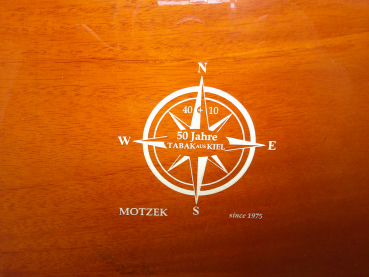 N
40 + 10
50 Jahre
W TABAK AUS KIEL E
MOTZEK S since 1975